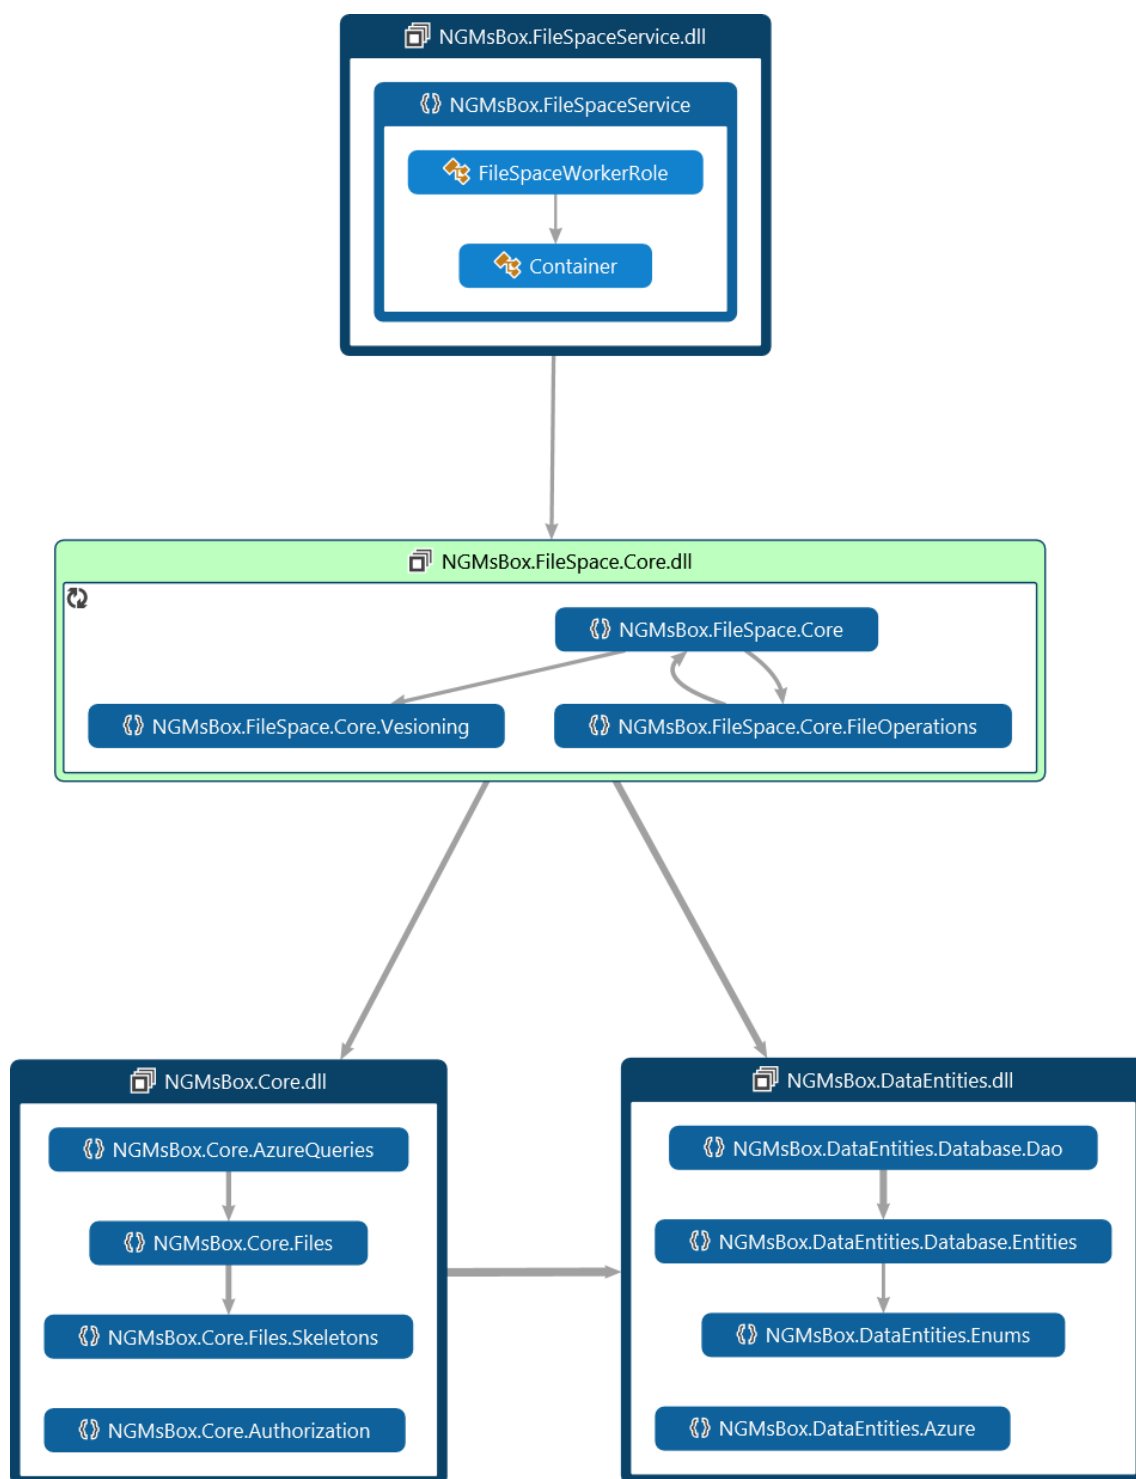 NGMsBox.FileSpaceService.dll
NGMsBox.FileSpaceService
FileSpaceWorkerRole
Container
NGMsBox.FileSpace.Core.dll
NGMsBox.FileSpace.Core
NGMsBox.FileSpace.Core.Vesioning
NGMsBox.FileSpace.Core.FileOperations
NGMsBox.Core.dll
NGMsBox.Core.AzureQueries
NGMsBox.Core.Files
NGMsBox.Core.Files.Skeletons
NGMsBox.Core.Authorization
NGMsBox.DataEntities.dll
NGMsBox.DataEntities.Database.Dao
NGMsBox.DataEntities.Database.Entities
NGMsBox.DataEntities.Enums
NGMsBox.DataEntities.Azure